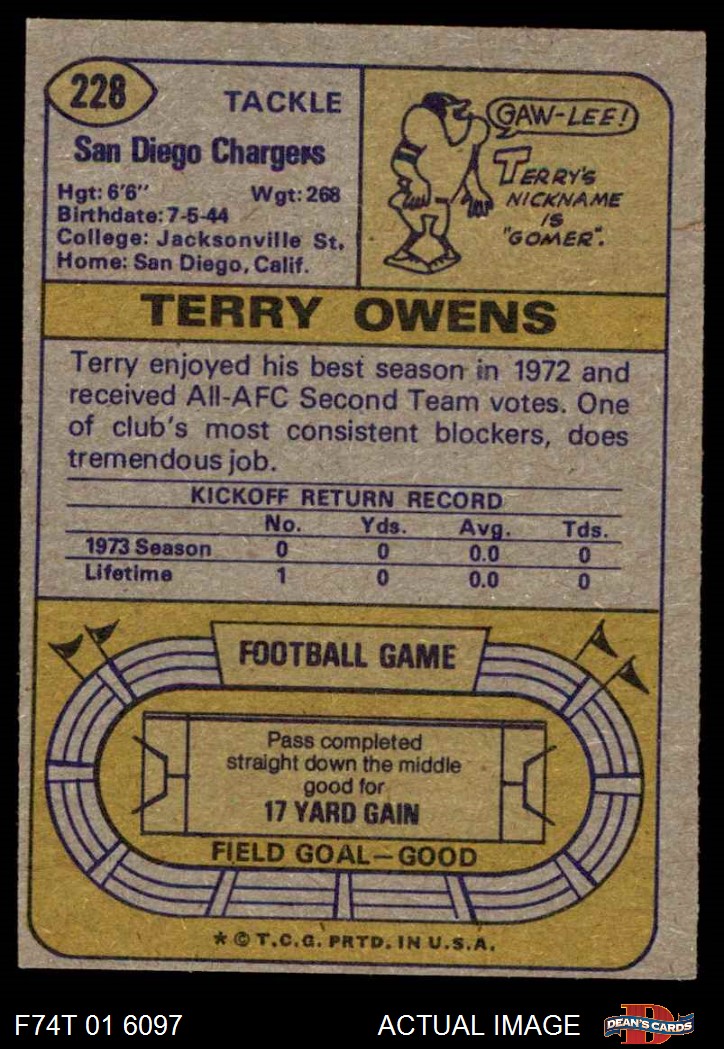 228
TACKLE
San Diego Chargers
Hgt: 6'6" Wgt: 268
Birthdate: 7-5-44
College: Jacksonville St.
Home: San Diego, Calif.
GAW-LEE!
TERRY'S
NICKNAME
IS
"GOMER".
TERRY OWENS
Terry enjoyed his best season in 1972 and
received All-AFC Second Team votes. One
of club's most consistent blockers, does
tremendous job.
KICKOFF RETURN RECORD
No. Yds. Avg. Tds.
1973 Season 0 0 0.0 0
Lifetime 1 0 0.0 0
FOOTBALL GAME
Pass completed
straight down the middle
good for
17 YARD GAIN
FIELD GOAL—GOOD
* © T.C.G. PRTD. IN U.S.A.
F74T 01 6097 ACTUAL IMAGE
D
DEAN'S CARDS